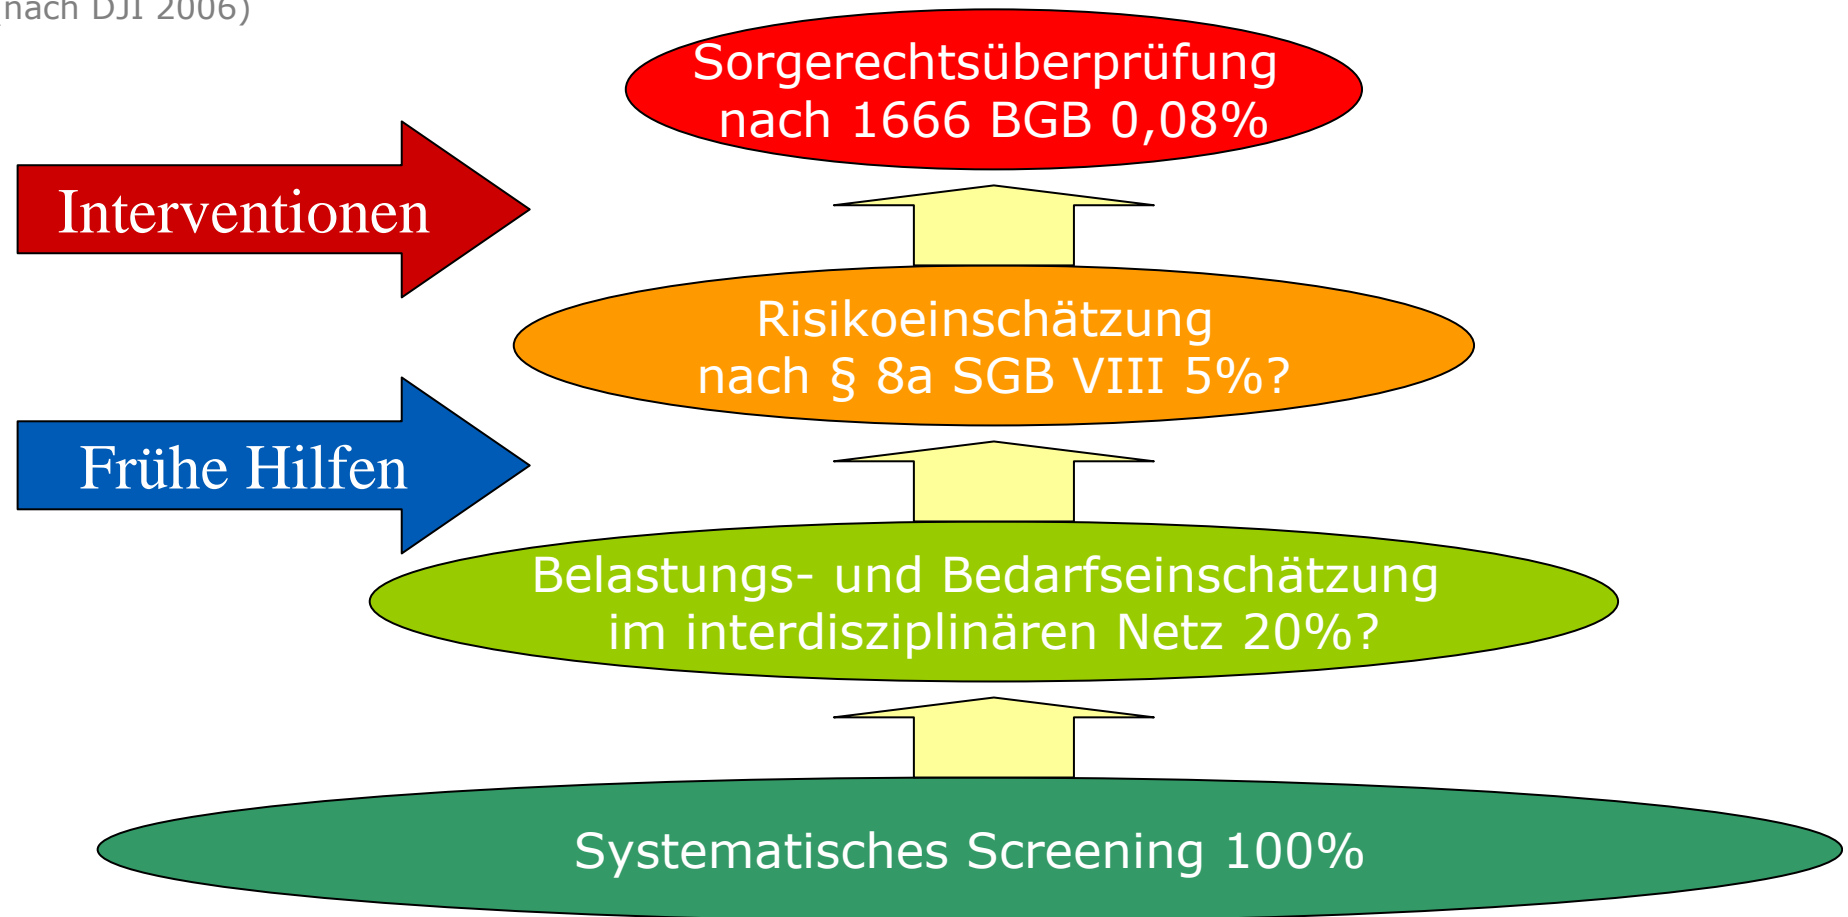 (nach DJI 2006)
Sorgerechtsüberprüfung
nach 1666 BGB 0,08%
Interventionen
Risikoeinschätzung
nach § 8a SGB VIII 5%?
Frühe Hilfen
Belastungs- und Bedarfseinschätzung
im interdisziplinären Netz 20%?
Systematisches Screening 100%